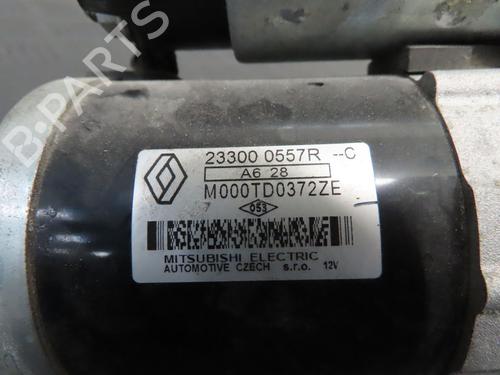 B-PARTS
23300 0557R --C
A6 28
M000TD0372ZE
053
MITSUBISHI ELECTRIC
AUTOMOTIVE CZECH s.r.o. 12V